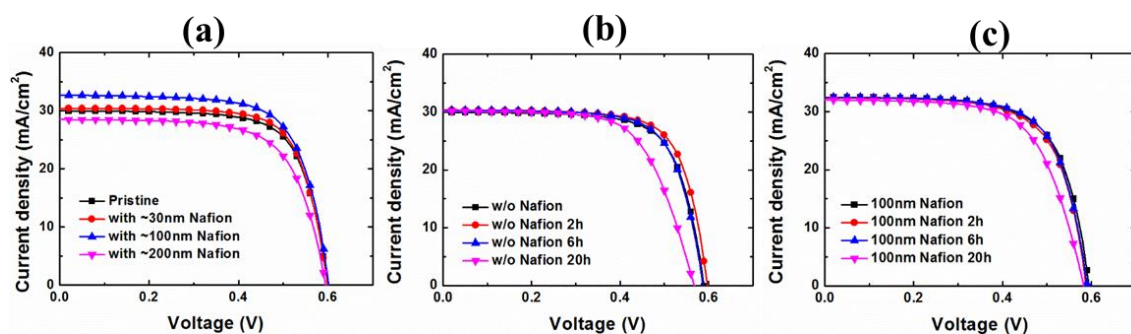 (a)
40
30
20
10
0
Current density (mA/cm²)
Pristine
with ~30nm Nafion
with ~100nm Nafion
with ~200nm Nafion
0.0 0.2 0.4 0.6
Voltage (V)
(b)
40
30
20
10
0
Current density (mA/cm²)
w/o Nafion
w/o Nafion 2h
w/o Nafion 6h
w/o Nafion 20h
0.0 0.2 0.4 0.6
Voltage (V)
(c)
40
30
20
10
0
Current density (mA/cm²)
100nm Nafion
100nm Nafion 2h
100nm Nafion 6h
100nm Nafion 20h
0.0 0.2 0.4 0.6
Voltage (V)